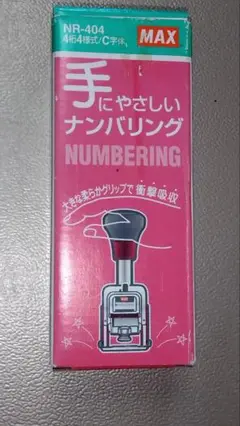 NR-404
4桁4様式/C字体
MAX
手にやさしい
ナンバリング
NUMBERING
大きな柔らかグリップで衝撃吸収
MAX